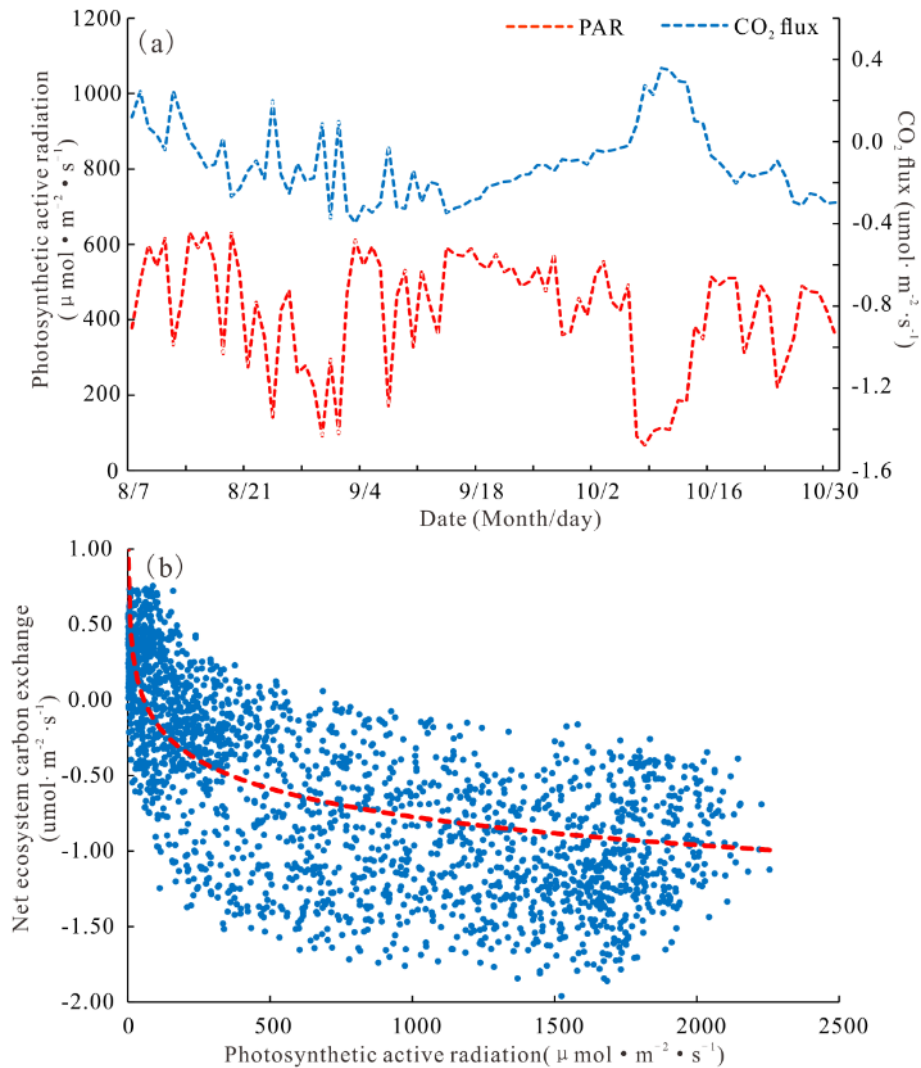 (a)
PAR
CO₂ flux
1200
1000
800
600
400
200
0
Photosynthetic active radiation
(μmol·m⁻²·s⁻¹)
0.4
0.0
-0.4
-0.8
-1.2
-1.6
CO₂ flux (umol·m⁻²·s⁻¹)
8/7 8/21 9/4 9/18 10/2 10/16 10/30
Date (Month/day)
(b)
1.00
0.50
0.00
-0.50
-1.00
-1.50
-2.00
Net ecosystem carbon exchange
(umol·m⁻²·s⁻¹)
0 500 1000 1500 2000 2500
Photosynthetic active radiation(μmol·m⁻²·s⁻¹)